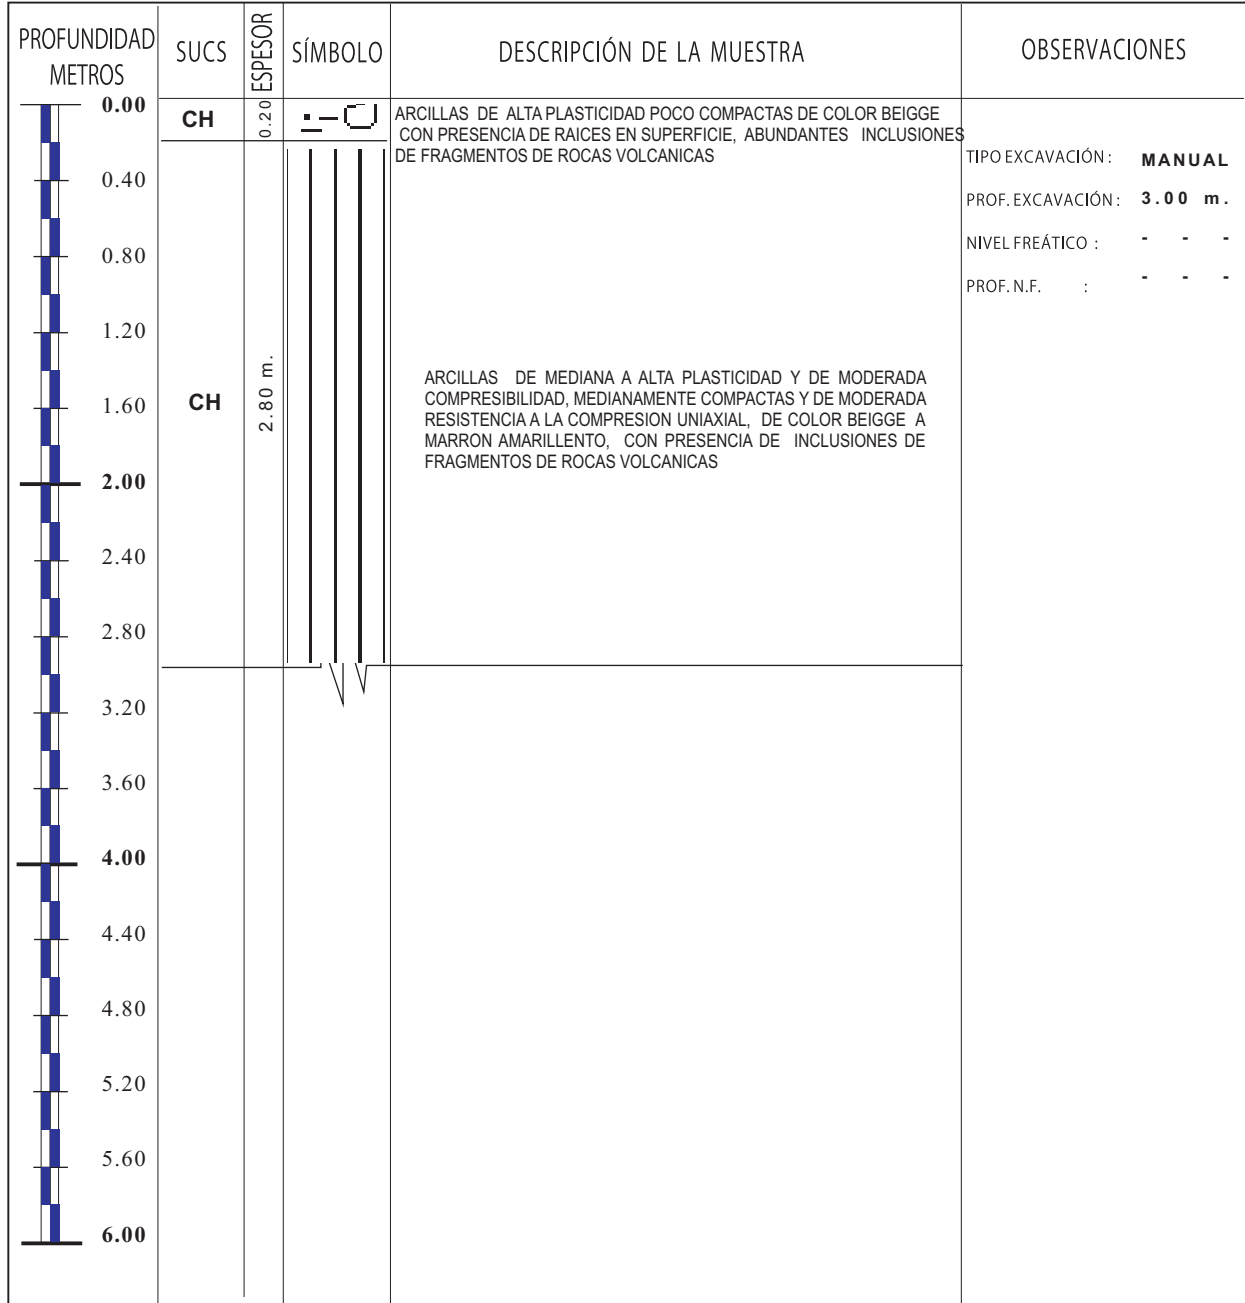 PROFUNDIDAD
METROS
SUCS
ESPESOR
SÍMBOLO
DESCRIPCIÓN DE LA MUESTRA
OBSERVACIONES
0.00
0.40
0.80
1.20
1.60
2.00
2.40
2.80
3.20
3.60
4.00
4.40
4.80
5.20
5.60
6.00
CH
0.20
ARCILLAS DE ALTA PLASTICIDAD POCO COMPACTAS DE COLOR BEIGGE
CON PRESENCIA DE RAICES EN SUPERFICIE, ABUNDANTES INCLUSIONES
DE FRAGMENTOS DE ROCAS VOLCANICAS
CH
2.80 m.
ARCILLAS DE MEDIANA A ALTA PLASTICIDAD Y DE MODERADA
COMPRESIBILIDAD, MEDIANAMENTE COMPACTAS Y DE MODERADA
RESISTENCIA A LA COMPRESION UNIAXIAL, DE COLOR BEIGGE A
MARRON AMARILLENTO, CON PRESENCIA DE INCLUSIONES DE
FRAGMENTOS DE ROCAS VOLCANICAS
TIPO EXCAVACIÓN: MANUAL
PROF. EXCAVACIÓN: 3.00 m.
NIVEL FREÁTICO : - - -
PROF. N.F. : - - -